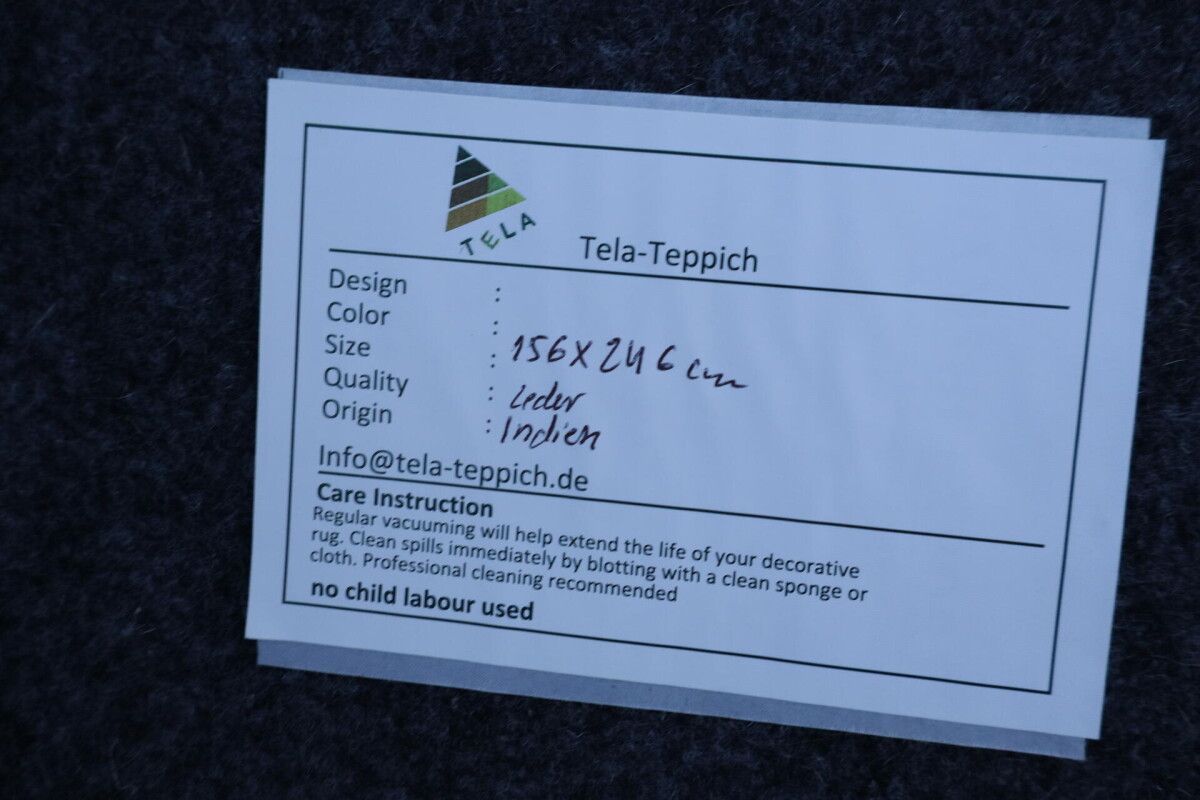 TELA
Tela-Teppich
Design :
Color :
Size : 156x246 cm
Quality : Leder
Origin : Indien
Info@tela-teppich.de
Care Instruction
Regular vacuuming will help extend the life of your decorative
rug. Clean spills immediately by blotting with a clean sponge or
cloth. Professional cleaning recommended
no child labour used